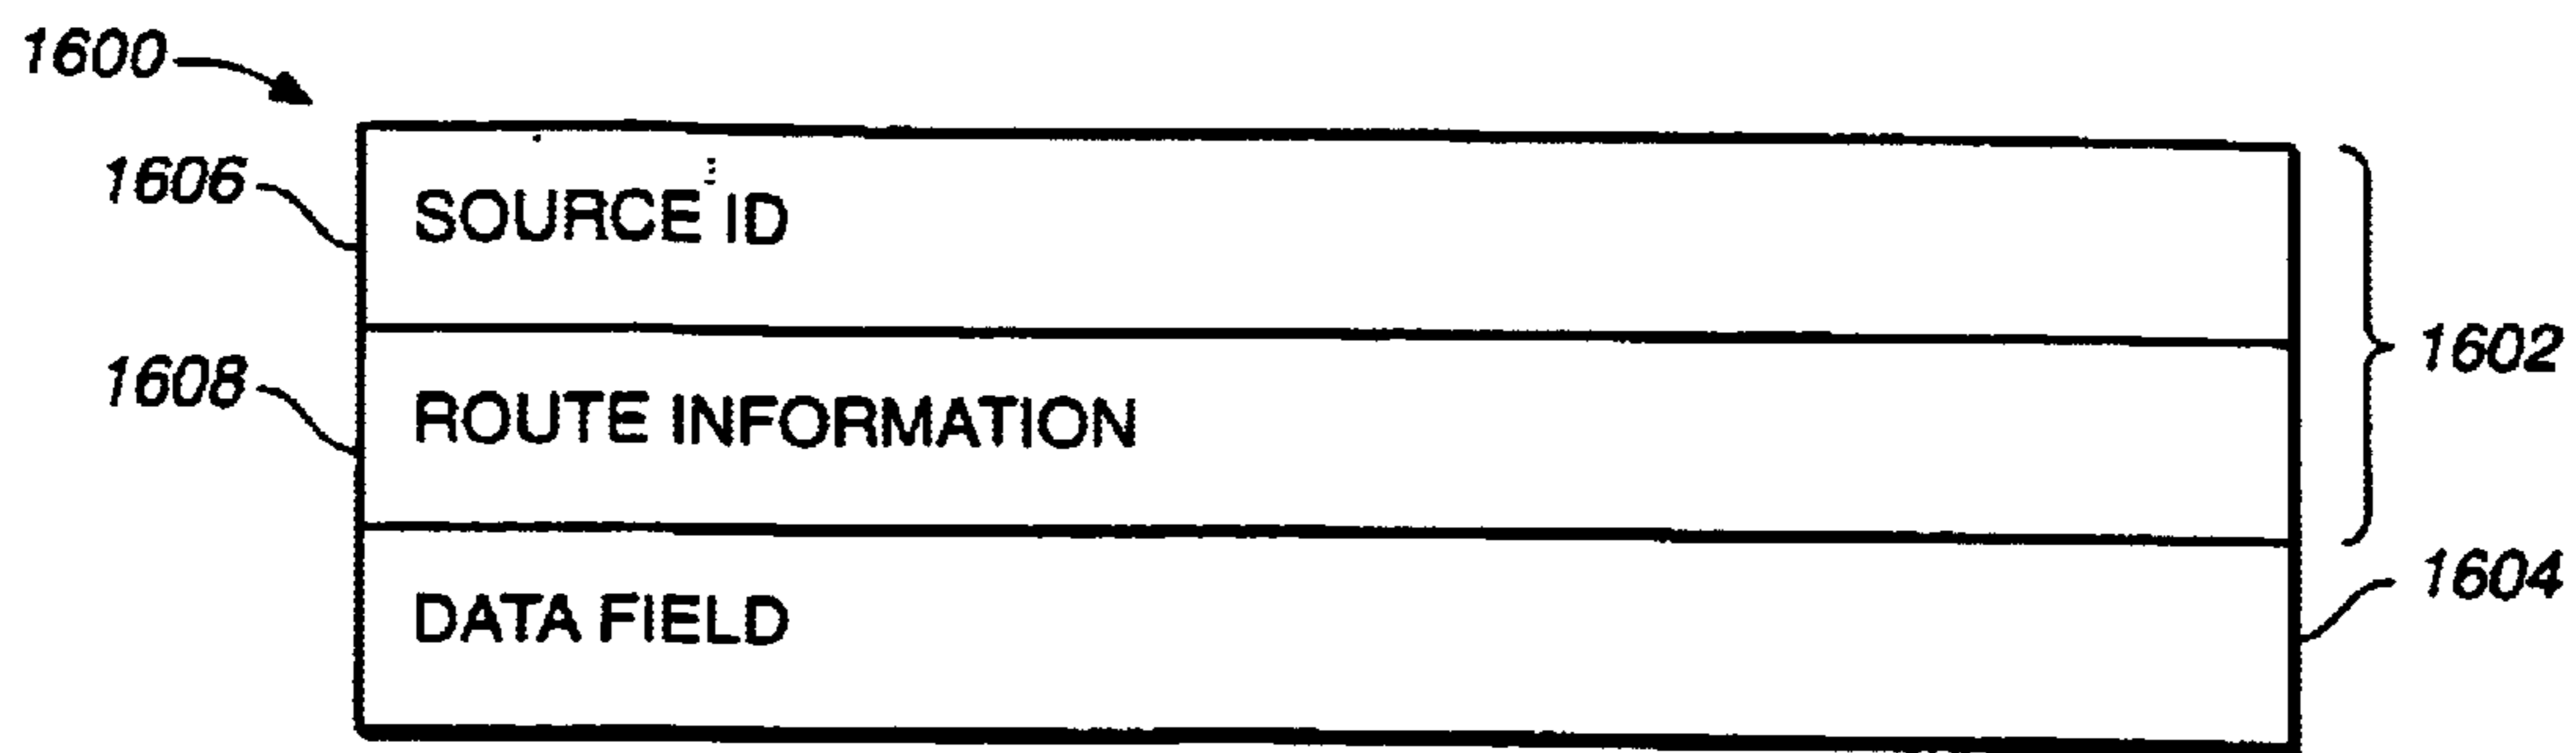 1600
1606
SOURCE ID
1608
ROUTE INFORMATION
1602
DATA FIELD
1604